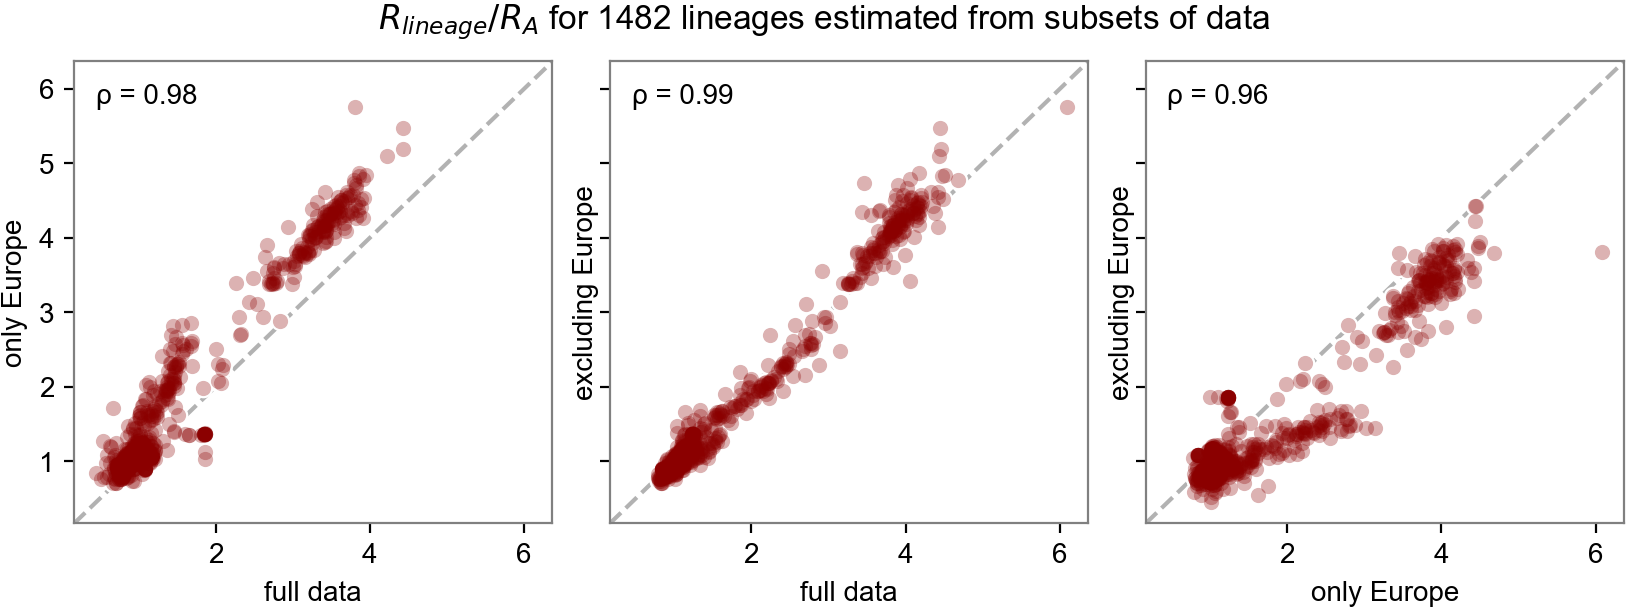 R_lineage/R_A for 1482 lineages estimated from subsets of data
ρ = 0.98
6
5
4
3
2
1
only Europe
2 4 6
full data
ρ = 0.99
excluding Europe
2 4 6
full data
ρ = 0.96
excluding Europe
2 4 6
only Europe